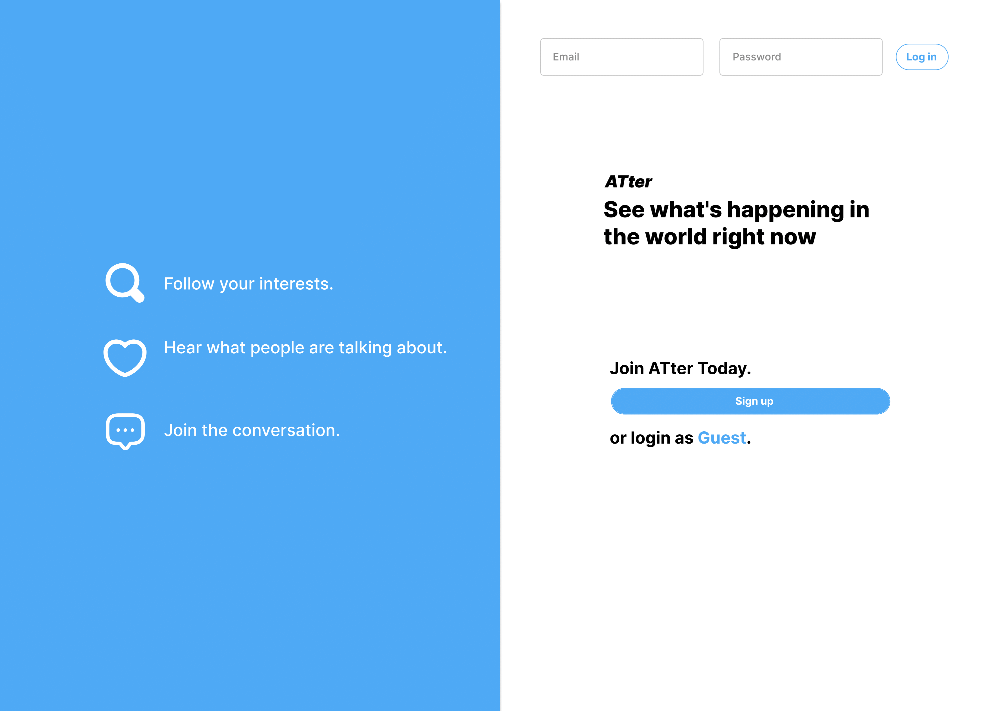 Follow your interests.
Hear what people are talking about.
Join the conversation.
Email
Password
Log in
ATter
See what's happening in
the world right now
Join ATter Today.
Sign up
or login as Guest.